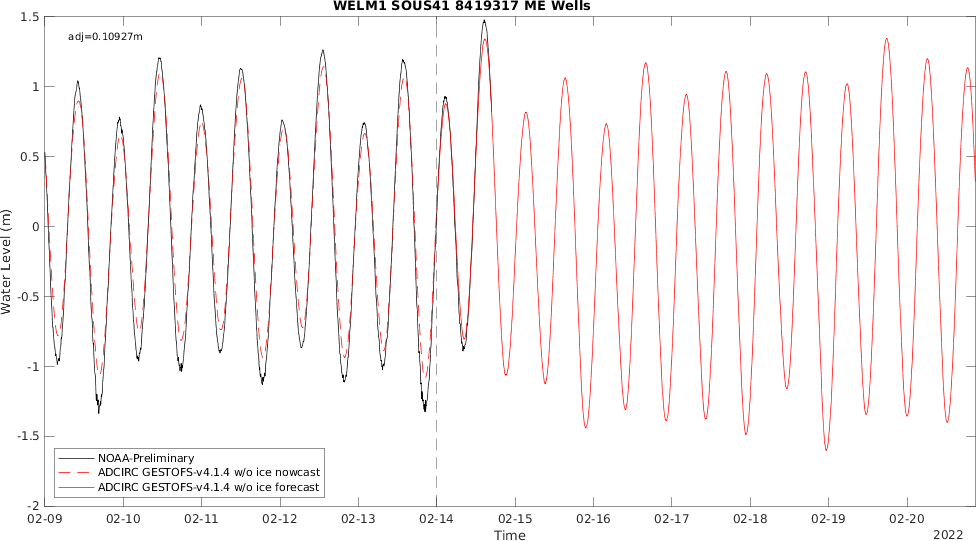 WELM1 SOUS41 8419317 ME Wells
adj=0.10927m
1.5
1
0.5
0
-0.5
-1
-1.5
-2
Water Level (m)
NOAA-Preliminary
ADCIRC GESTOFS-v4.1.4 w/o ice nowcast
ADCIRC GESTOFS-v4.1.4 w/o ice forecast
02-09 02-10 02-11 02-12 02-13 02-14 02-15 02-16 02-17 02-18 02-19 02-20
Time
2022